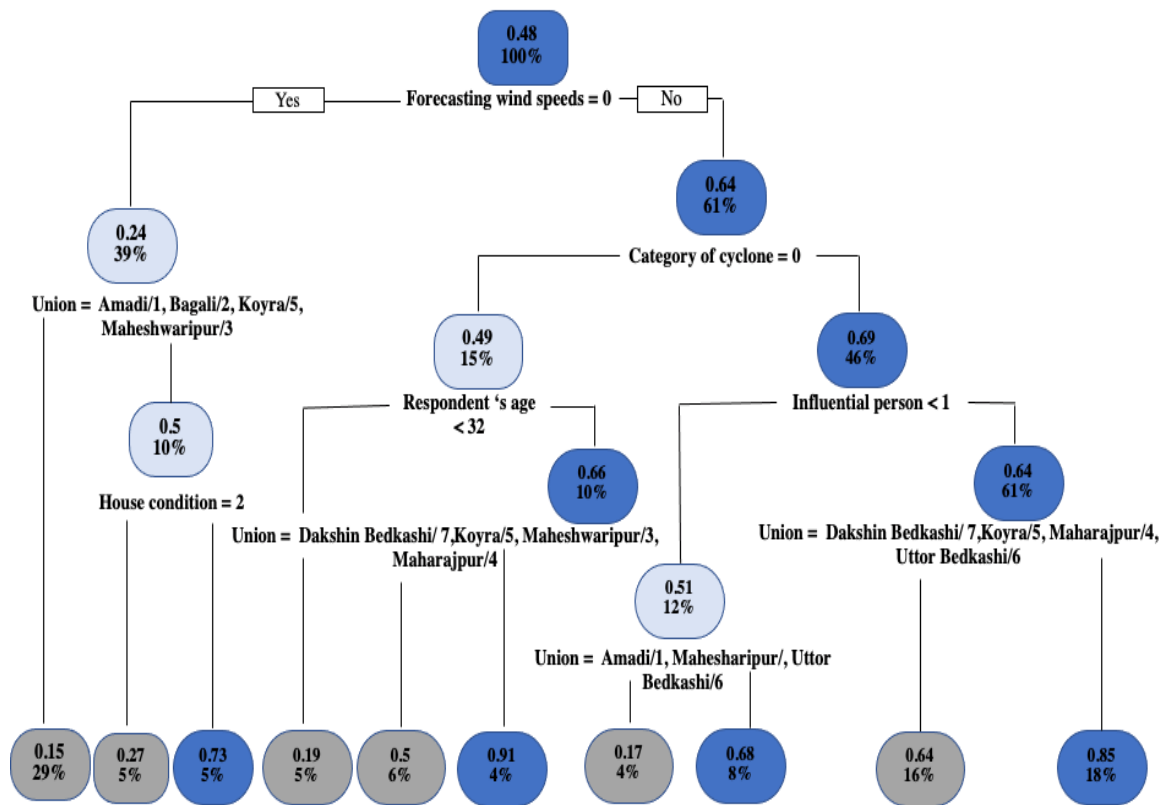 0.48
100%
Yes
Forecasting wind speeds = 0
No
0.64
61%
0.24
39%
Category of cyclone = 0
Union = Amadi/1, Bagali/2, Koyra/5,
Maheshwaripur/3
0.49
15%
0.69
46%
Respondent ‘s age
< 32
Influential person < 1
0.5
10%
0.66
10%
0.64
61%
House condition = 2
Union = Dakshin Bedkashi/ 7,Koyra/5, Maheshwaripur/3,
Maharajpur/4
Union = Dakshin Bedkashi/ 7,Koyra/5, Maharajpur/4,
Uttor Bedkashi/6
0.51
12%
Union = Amadi/1, Mahesharipur/, Uttor
Bedkashi/6
0.15
29%
0.27
5%
0.73
5%
0.19
5%
0.5
6%
0.91
4%
0.17
4%
0.68
8%
0.64
16%
0.85
18%